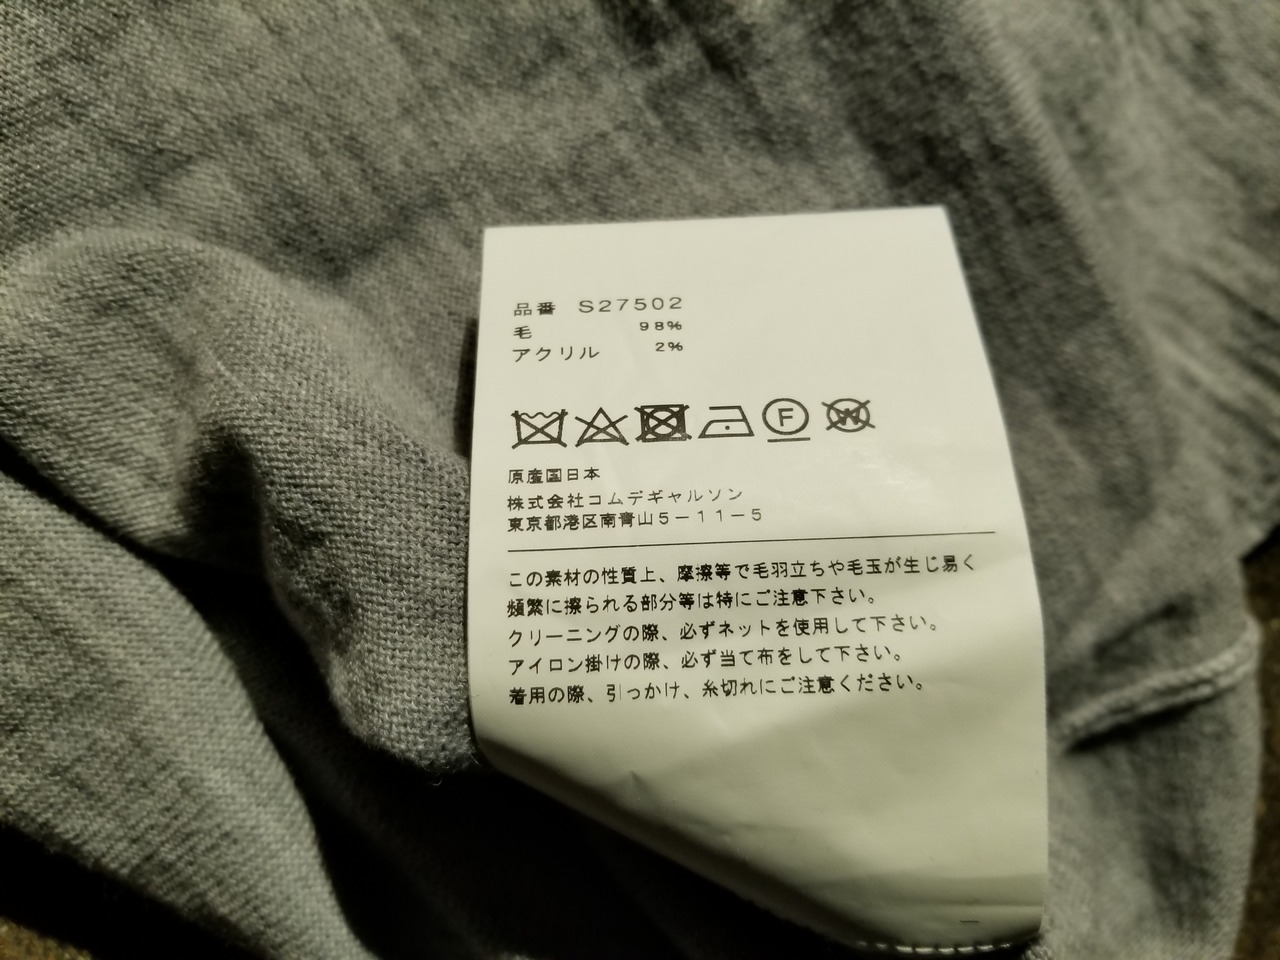 品番 S27502
毛 98%
アクリル 2%
F W
原産国日本
株式会社コムデギャルソン
東京都港区南青山5-11-5
この素材の性質上、摩擦等で毛羽立ちや毛玉が生じ易く
頻繁に擦られる部分等は特にご注意下さい。
クリーニングの際、必ずネットを使用して下さい。
アイロン掛けの際、必ず当て布をして下さい。
着用の際、引っかけ、糸切れにご注意ください。